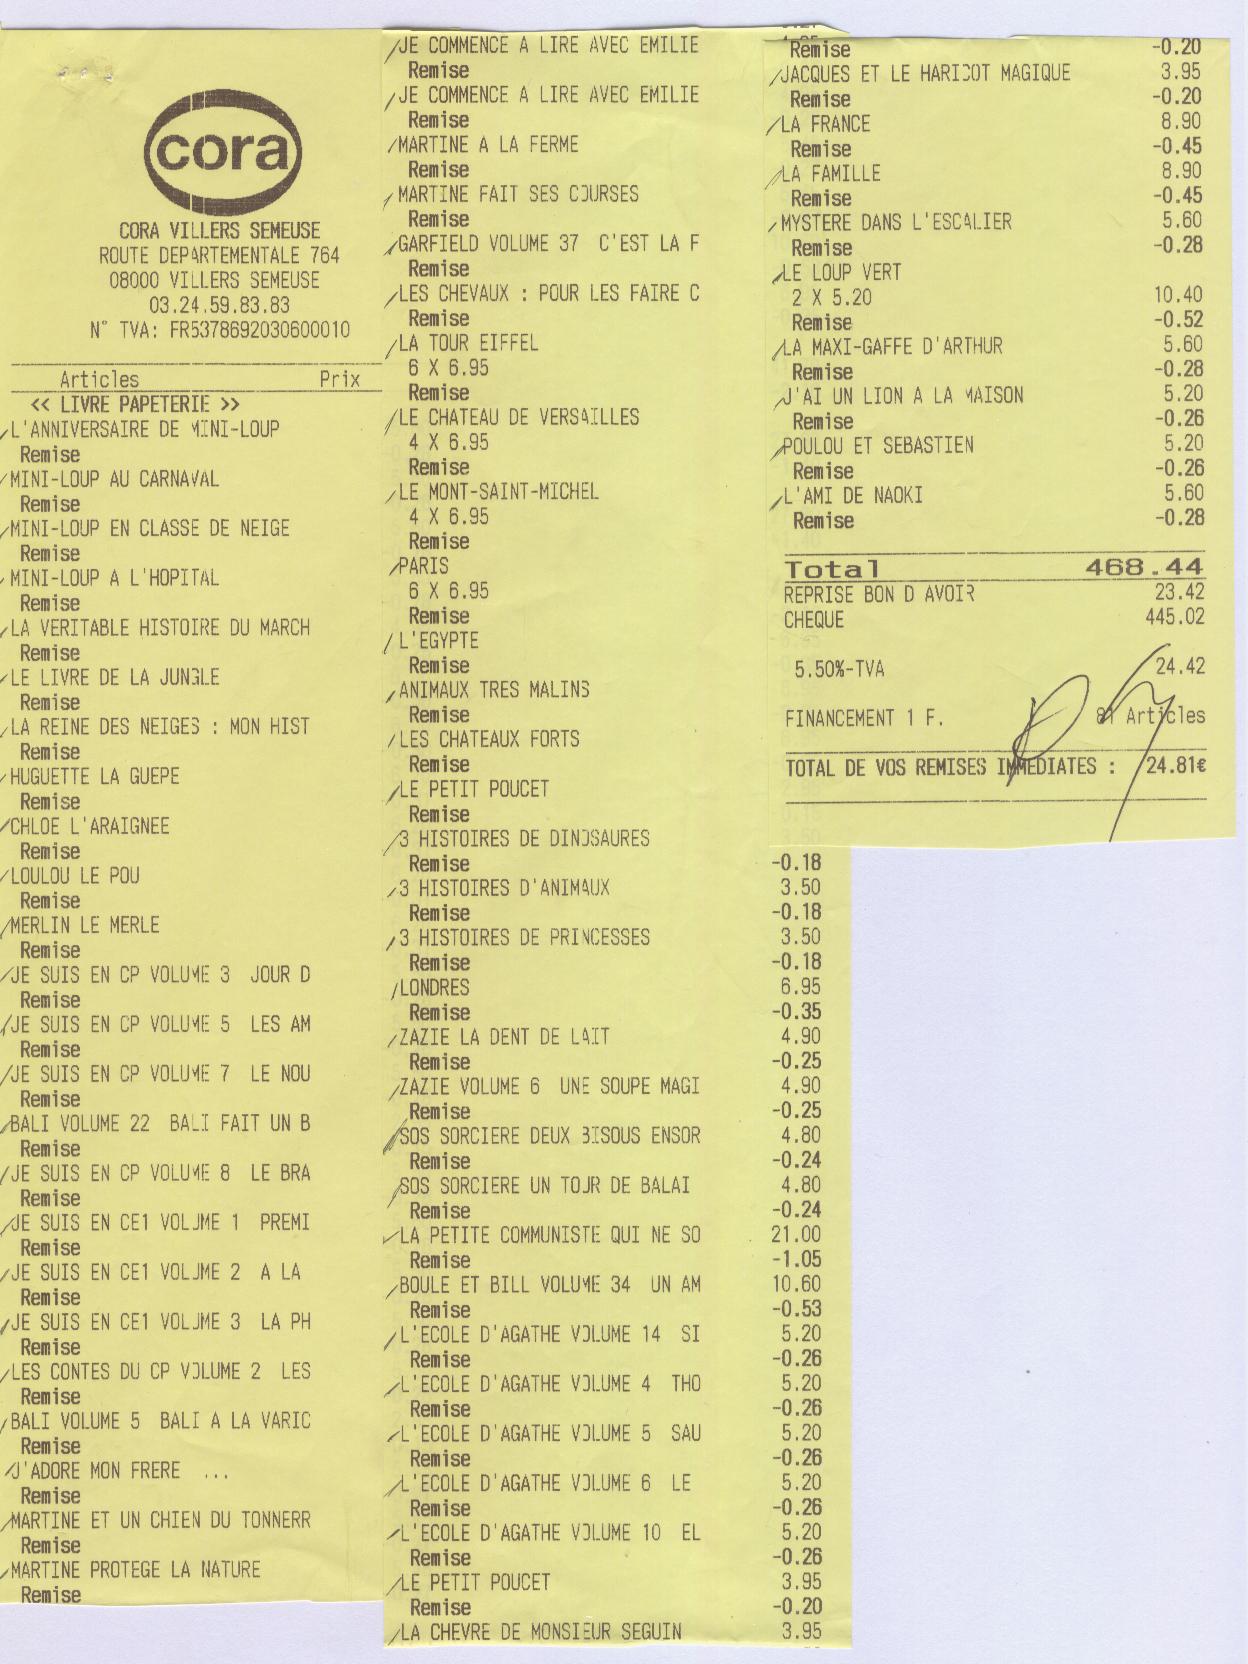 cora
CORA VILLERS SEMEUSE
ROUTE DEPARTEMENTALE 764
08000 VILLERS SEMEUSE
03.24.59.83.83
N° TVA: FR5378692030600010
Articles Prix
<< LIVRE PAPETERIE >>
L'ANNIVERSAIRE DE MINI-LOUP
Remise
MINI-LOUP AU CARNAVAL
Remise
MINI-LOUP EN CLASSE DE NEIGE
Remise
MINI-LOUP A L'HOPITAL
Remise
LA VERITABLE HISTOIRE DU MARCH
Remise
LE LIVRE DE LA JUNGLE
Remise
LA REINE DES NEIGES : MON HIST
Remise
HUGUETTE LA GUEPE
Remise
CHLOE L'ARAIGNEE
Remise
LOULOU LE POU
Remise
MERLIN LE MERLE
Remise
JE SUIS EN CP VOLUME 3 JOUR D
Remise
JE SUIS EN CP VOLUME 5 LES AM
Remise
JE SUIS EN CP VOLUME 7 LE NOU
Remise
BALI VOLUME 22 BALI FAIT UN B
Remise
JE SUIS EN CP VOLUME 8 LE BRA
Remise
JE SUIS EN CE1 VOLUME 1 PREMI
Remise
JE SUIS EN CE1 VOLUME 2 A LA
Remise
JE SUIS EN CE1 VOLUME 3 LA PH
Remise
LES CONTES DU CP VOLUME 2 LES
Remise
BALI VOLUME 5 BALI A LA VARIC
Remise
J'ADORE MON FRERE ...
Remise
MARTINE ET UN CHIEN DU TONNERR
Remise
MARTINE PROTEGE LA NATURE
Remise
JE COMMENCE A LIRE AVEC EMILIE
Remise
JE COMMENCE A LIRE AVEC EMILIE
Remise
MARTINE A LA FERME
Remise
MARTINE FAIT SES COURSES
Remise
GARFIELD VOLUME 37 C'EST LA F
Remise
LES CHEVAUX : POUR LES FAIRE C
Remise
LA TOUR EIFFEL
6 X 6.95
Remise
LE CHATEAU DE VERSAILLES
4 X 6.95
Remise
LE MONT-SAINT-MICHEL
4 X 6.95
Remise
PARIS
6 X 6.95
Remise
L'EGYPTE
Remise
ANIMAUX TRES MALINS
Remise
LES CHATEAUX FORTS
Remise
LE PETIT POUCET
Remise
3 HISTOIRES DE DINOSAURES
Remise -0.18
3 HISTOIRES D'ANIMAUX 3.50
Remise -0.18
3 HISTOIRES DE PRINCESSES 3.50
Remise -0.18
LONDRES 6.95
Remise -0.35
ZAZIE LA DENT DE LAIT 4.90
Remise -0.25
ZAZIE VOLUME 6 UNE SOUPE MAGI 4.90
Remise -0.25
SOS SORCIERE DEUX BISOUS ENSOR 4.80
Remise -0.24
SOS SORCIERE UN TOUR DE BALAI 4.80
Remise -0.24
LA PETITE COMMUNISTE QUI NE SO 21.00
Remise -1.05
BOULE ET BILL VOLUME 34 UN AM 10.60
Remise -0.53
L'ECOLE D'AGATHE VOLUME 14 SI 5.20
Remise -0.26
L'ECOLE D'AGATHE VOLUME 4 THO 5.20
Remise -0.26
L'ECOLE D'AGATHE VOLUME 5 SAU 5.20
Remise -0.26
L'ECOLE D'AGATHE VOLUME 6 LE 5.20
Remise -0.26
L'ECOLE D'AGATHE VOLUME 10 EL 5.20
Remise -0.26
LE PETIT POUCET 3.95
Remise -0.20
LA CHEVRE DE MONSIEUR SEGUIN 3.95
Remise -0.20
JACQUES ET LE HARICOT MAGIQUE 3.95
Remise -0.20
LA FRANCE 8.90
Remise -0.45
LA FAMILLE 8.90
Remise -0.45
MYSTERE DANS L'ESCALIER 5.60
Remise -0.28
LE LOUP VERT
2 X 5.20 10.40
Remise -0.52
LA MAXI-GAFFE D'ARTHUR 5.60
Remise -0.28
J'AI UN LION A LA MAISON 5.20
Remise -0.26
POULOU ET SEBASTIEN 5.20
Remise -0.26
L'AMI DE NAOKI 5.60
Remise -0.28
Total 468.44
REPRISE BON D AVOIR 23.42
CHEQUE 445.02
5.50%-TVA 24.42
FINANCEMENT 1 F. 81 Articles
TOTAL DE VOS REMISES IMMEDIATES : 24.81€